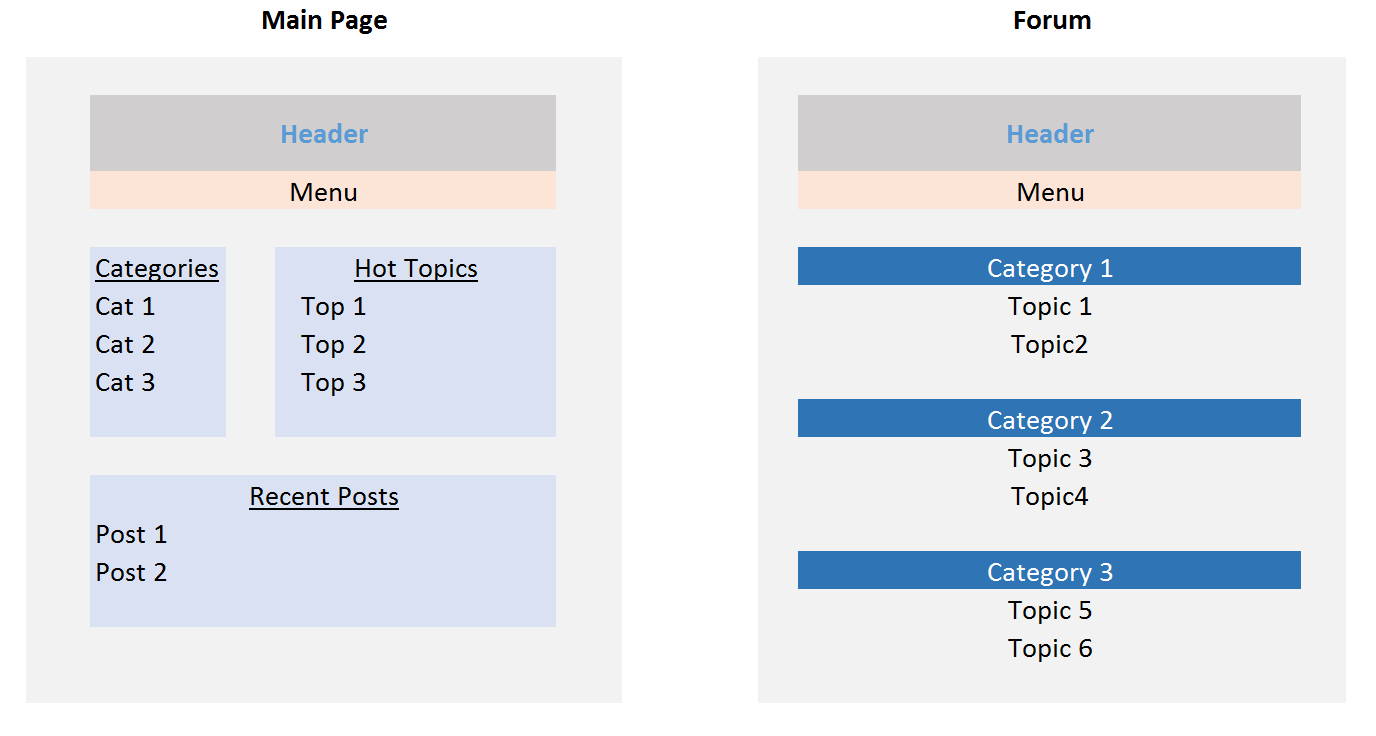 Main Page
Header
Menu
Categories
Cat 1
Cat 2
Cat 3
Hot Topics
Top 1
Top 2
Top 3
Recent Posts
Post 1
Post 2
Forum
Header
Menu
Category 1
Topic 1
Topic2
Category 2
Topic 3
Topic4
Category 3
Topic 5
Topic 6